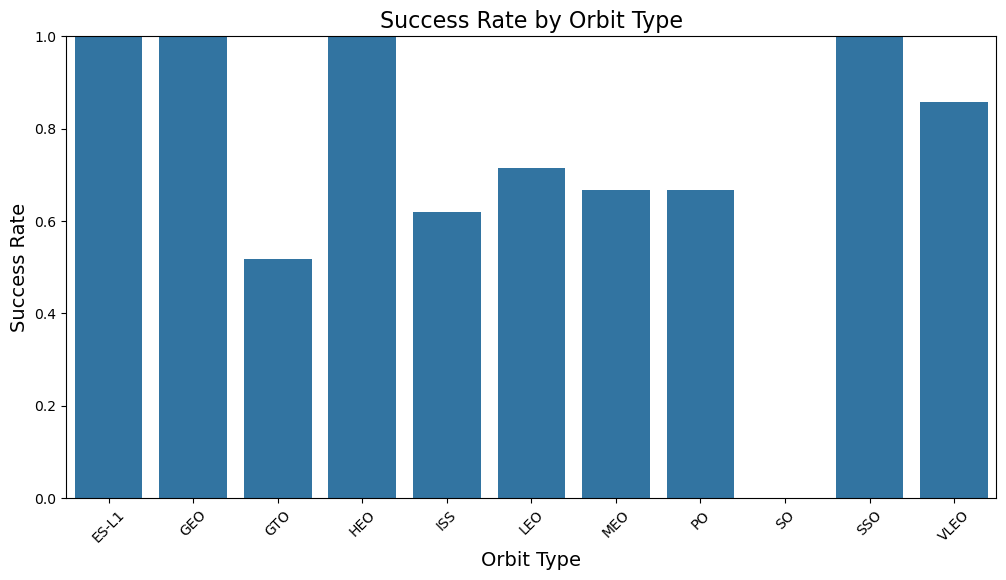 Success Rate by Orbit Type
Success Rate
1.0
0.8
0.6
0.4
0.2
0.0
ES-L1
GEO
GTO
HEO
ISS
LEO
MEO
PO
SO
SSO
VLEO
Orbit Type